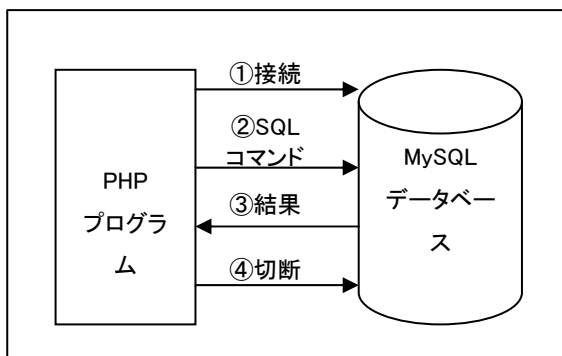 PHP
プログラ
ム
①接続
②SQL
コマンド
③結果
④切断
MySQL
データベー
ス